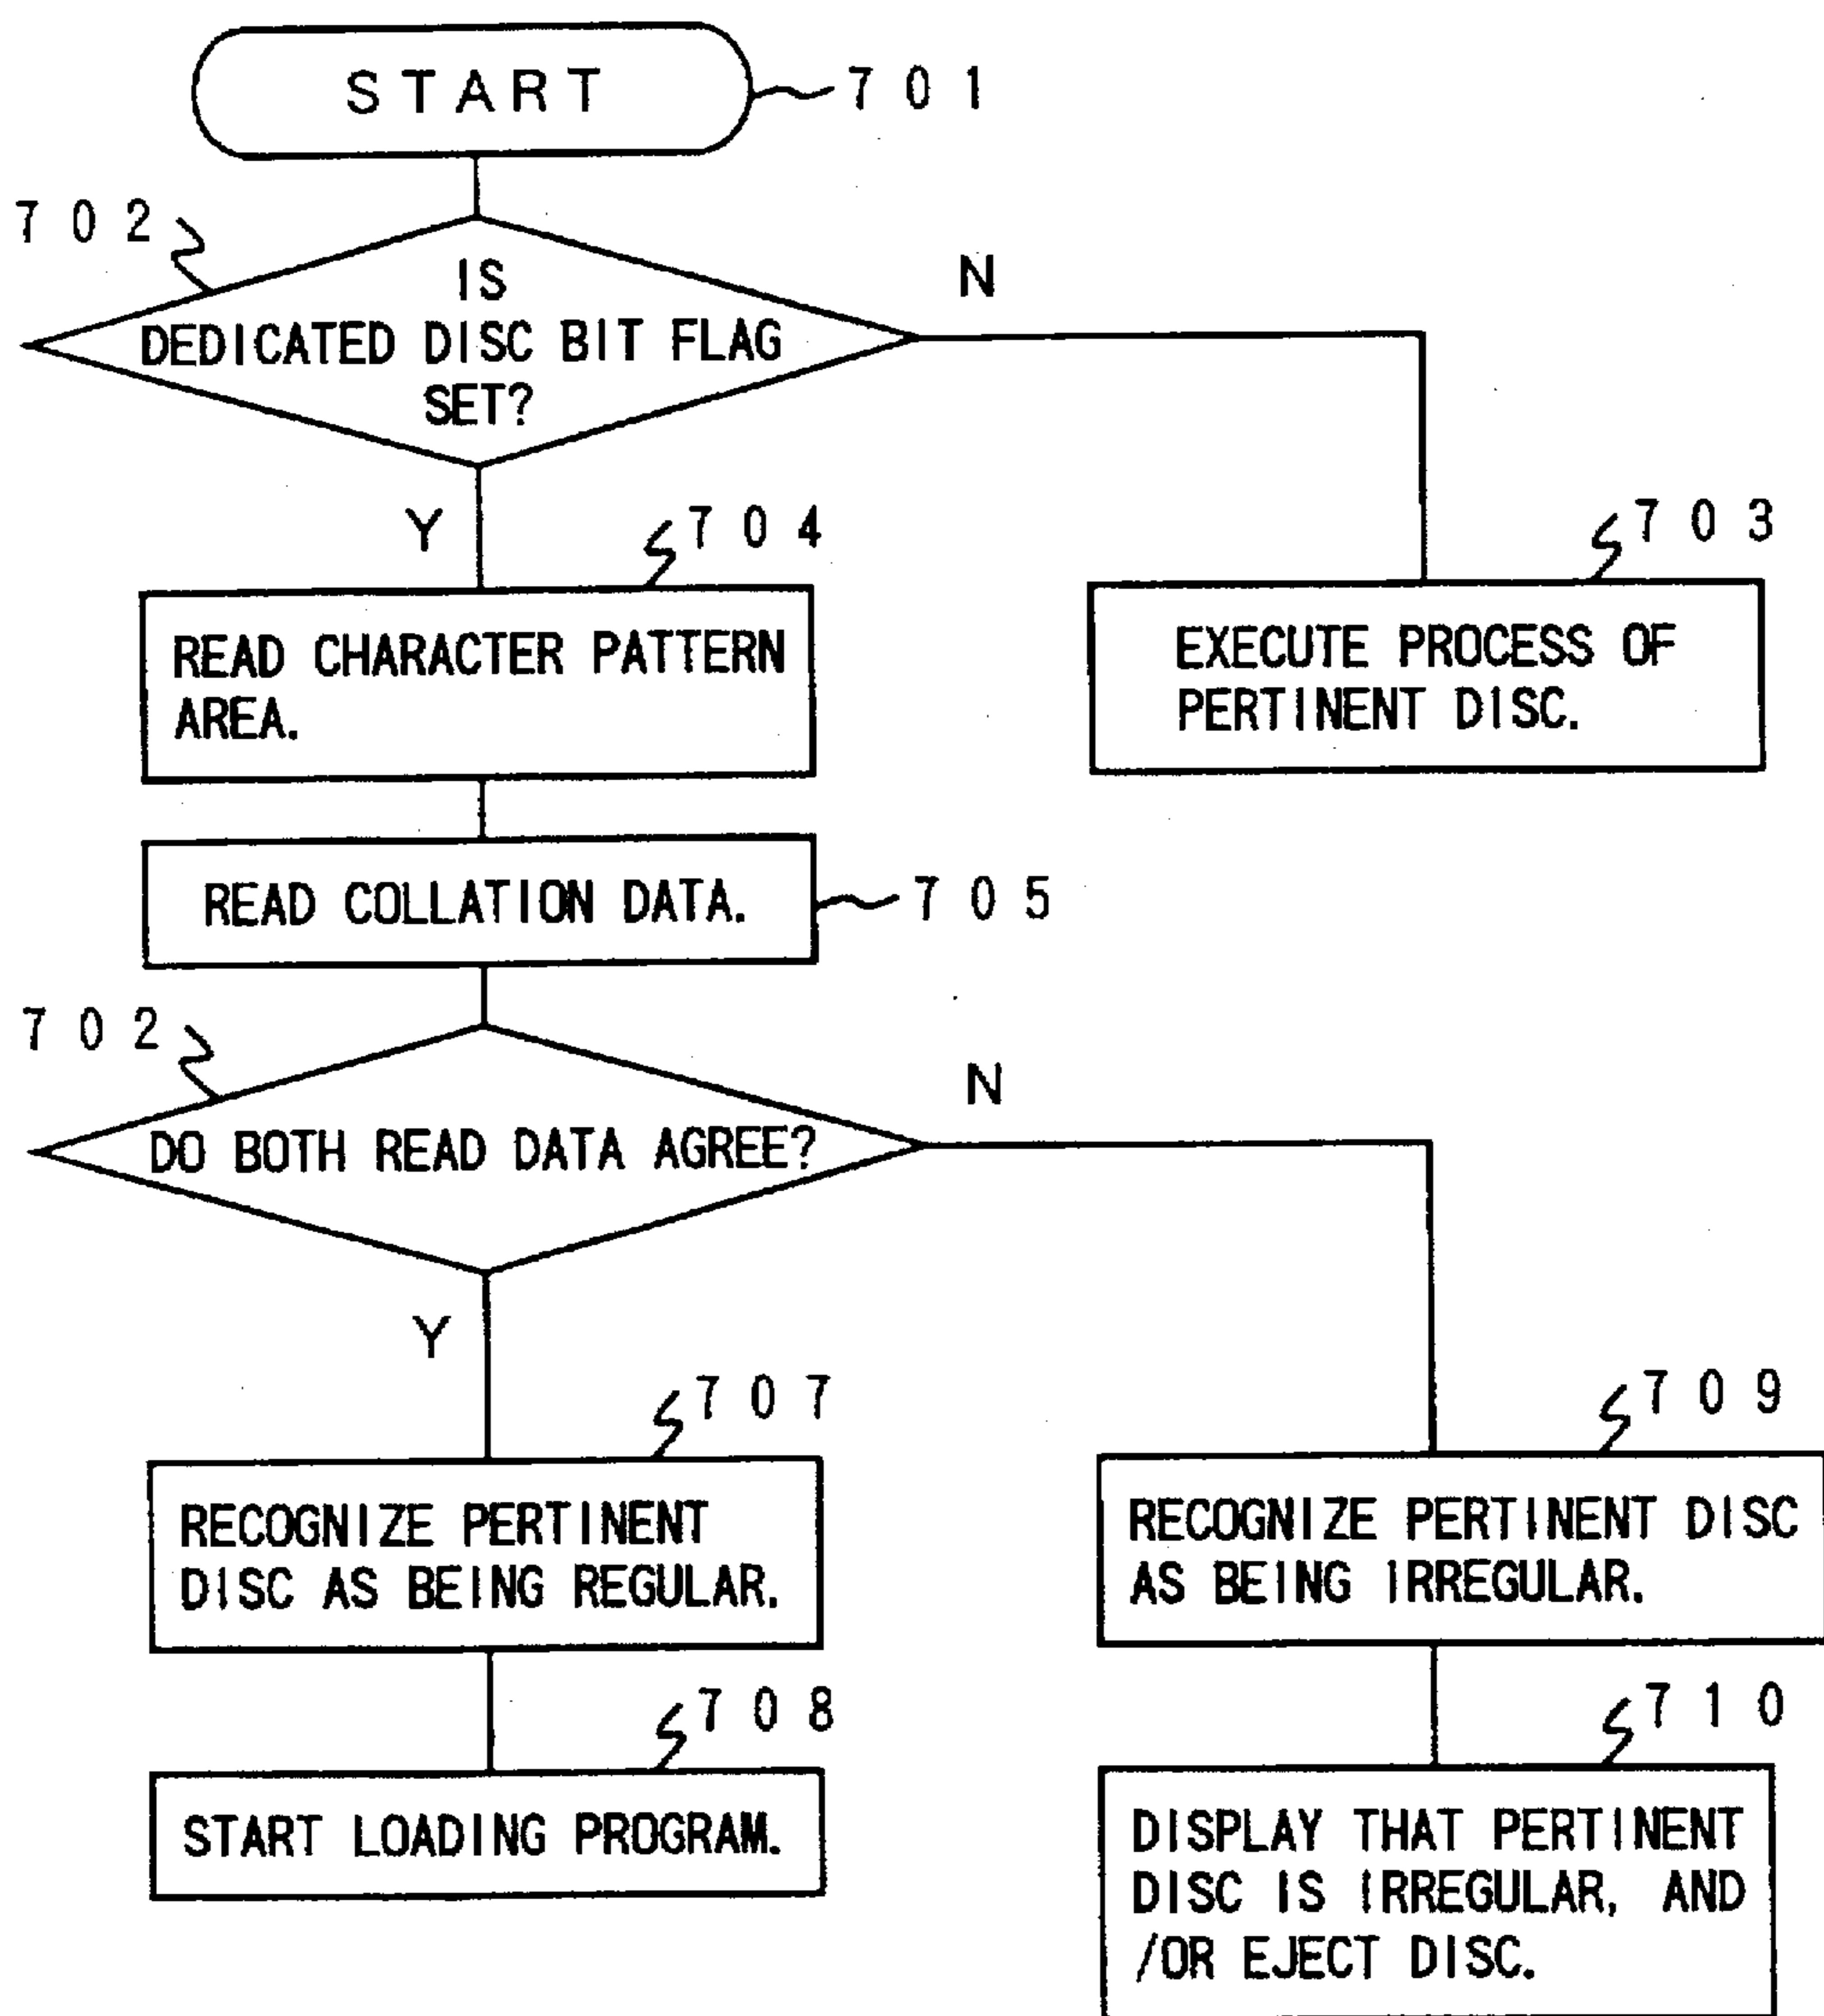 START
701
702
IS
DEDICATED DISC BIT FLAG
SET?
N
Y
704
703
READ CHARACTER PATTERN
AREA.
EXECUTE PROCESS OF
PERTINENT DISC.
READ COLLATION DATA.
705
702
DO BOTH READ DATA AGREE?
N
Y
707
709
RECOGNIZE PERTINENT
DISC AS BEING REGULAR.
RECOGNIZE PERTINENT DISC
AS BEING IRREGULAR.
708
710
START LOADING PROGRAM.
DISPLAY THAT PERTINENT
DISC IS IRREGULAR, AND
/OR EJECT DISC.